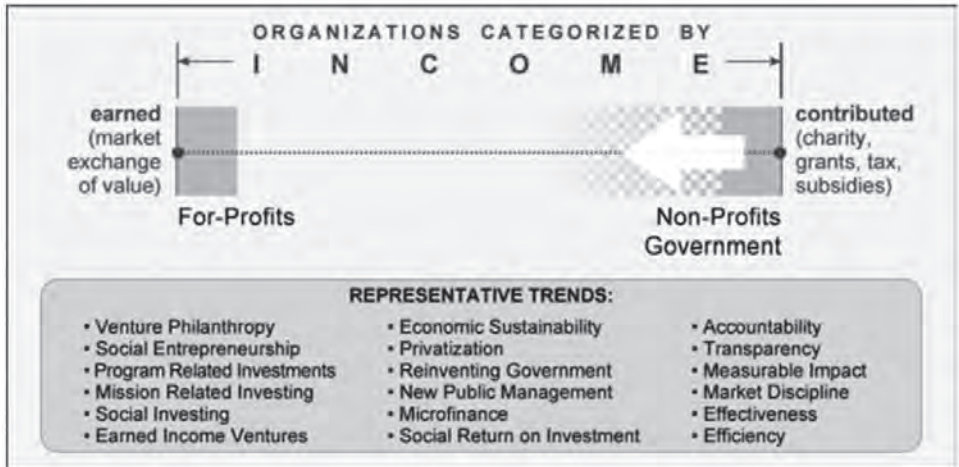 ORGANIZATIONS CATEGORIZED BY
I N C O M E
earned
(market
exchange
of value)
contributed
(charity,
grants, tax,
subsidies)
For-Profits
Non-Profits
Government
REPRESENTATIVE TRENDS:
• Venture Philanthropy
• Social Entrepreneurship
• Program Related Investments
• Mission Related Investing
• Social Investing
• Earned Income Ventures
• Economic Sustainability
• Privatization
• Reinventing Government
• New Public Management
• Microfinance
• Social Return on Investment
• Accountability
• Transparency
• Measurable Impact
• Market Discipline
• Effectiveness
• Efficiency